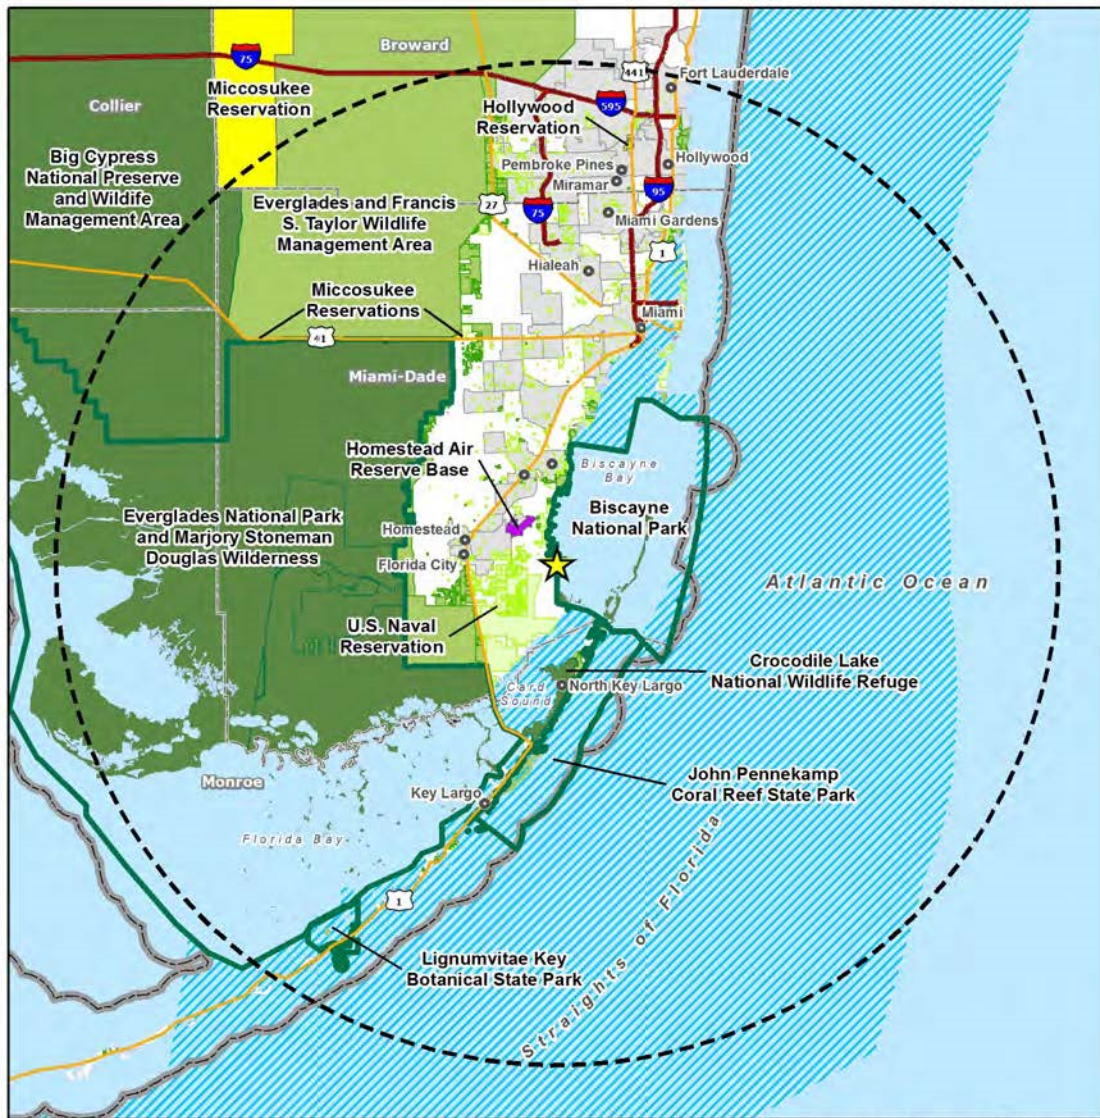 Broward
75
441
Fort Lauderdale
Miccosukee
Reservation
Collier
595
Hollywood
Reservation
Big Cypress
National Preserve
and Wildlife
Management Area
Pembroke Pines
Hollywood
Miramar
95
Everglades and Francis
S. Taylor Wildlife
Management Area
27
75
Miami Gardens
1
Hialeah
Miccosukee
Reservations
Miami
41
Miami-Dade
Homestead Air
Reserve Base
Biscayne
Bay
Biscayne
National Park
Everglades National Park
and Marjory Stoneman
Douglas Wilderness
Homestead
Florida City
Atlantic Ocean
U.S. Naval
Reservation
Crocodile Lake
National Wildlife Refuge
Card
Sound
North Key Largo
John Pennekamp
Coral Reef State Park
Monroe
Key Largo
Florida Bay
Straights of Florida
1
Lignumvitae Key
Botanical State Park